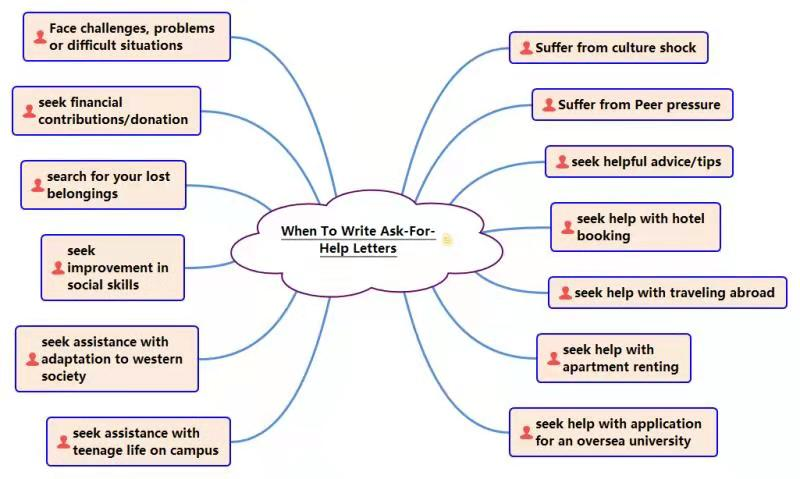 When To Write Ask-For-
Help Letters
Face challenges, problems
or difficult situations
seek financial
contributions/donation
search for your lost
belongings
seek
improvement in
social skills
seek assistance with
adaptation to western
society
seek assistance with
teenage life on campus
Suffer from culture shock
Suffer from Peer pressure
seek helpful advice/tips
seek help with hotel
booking
seek help with traveling abroad
seek help with
apartment renting
seek help with application
for an oversea university